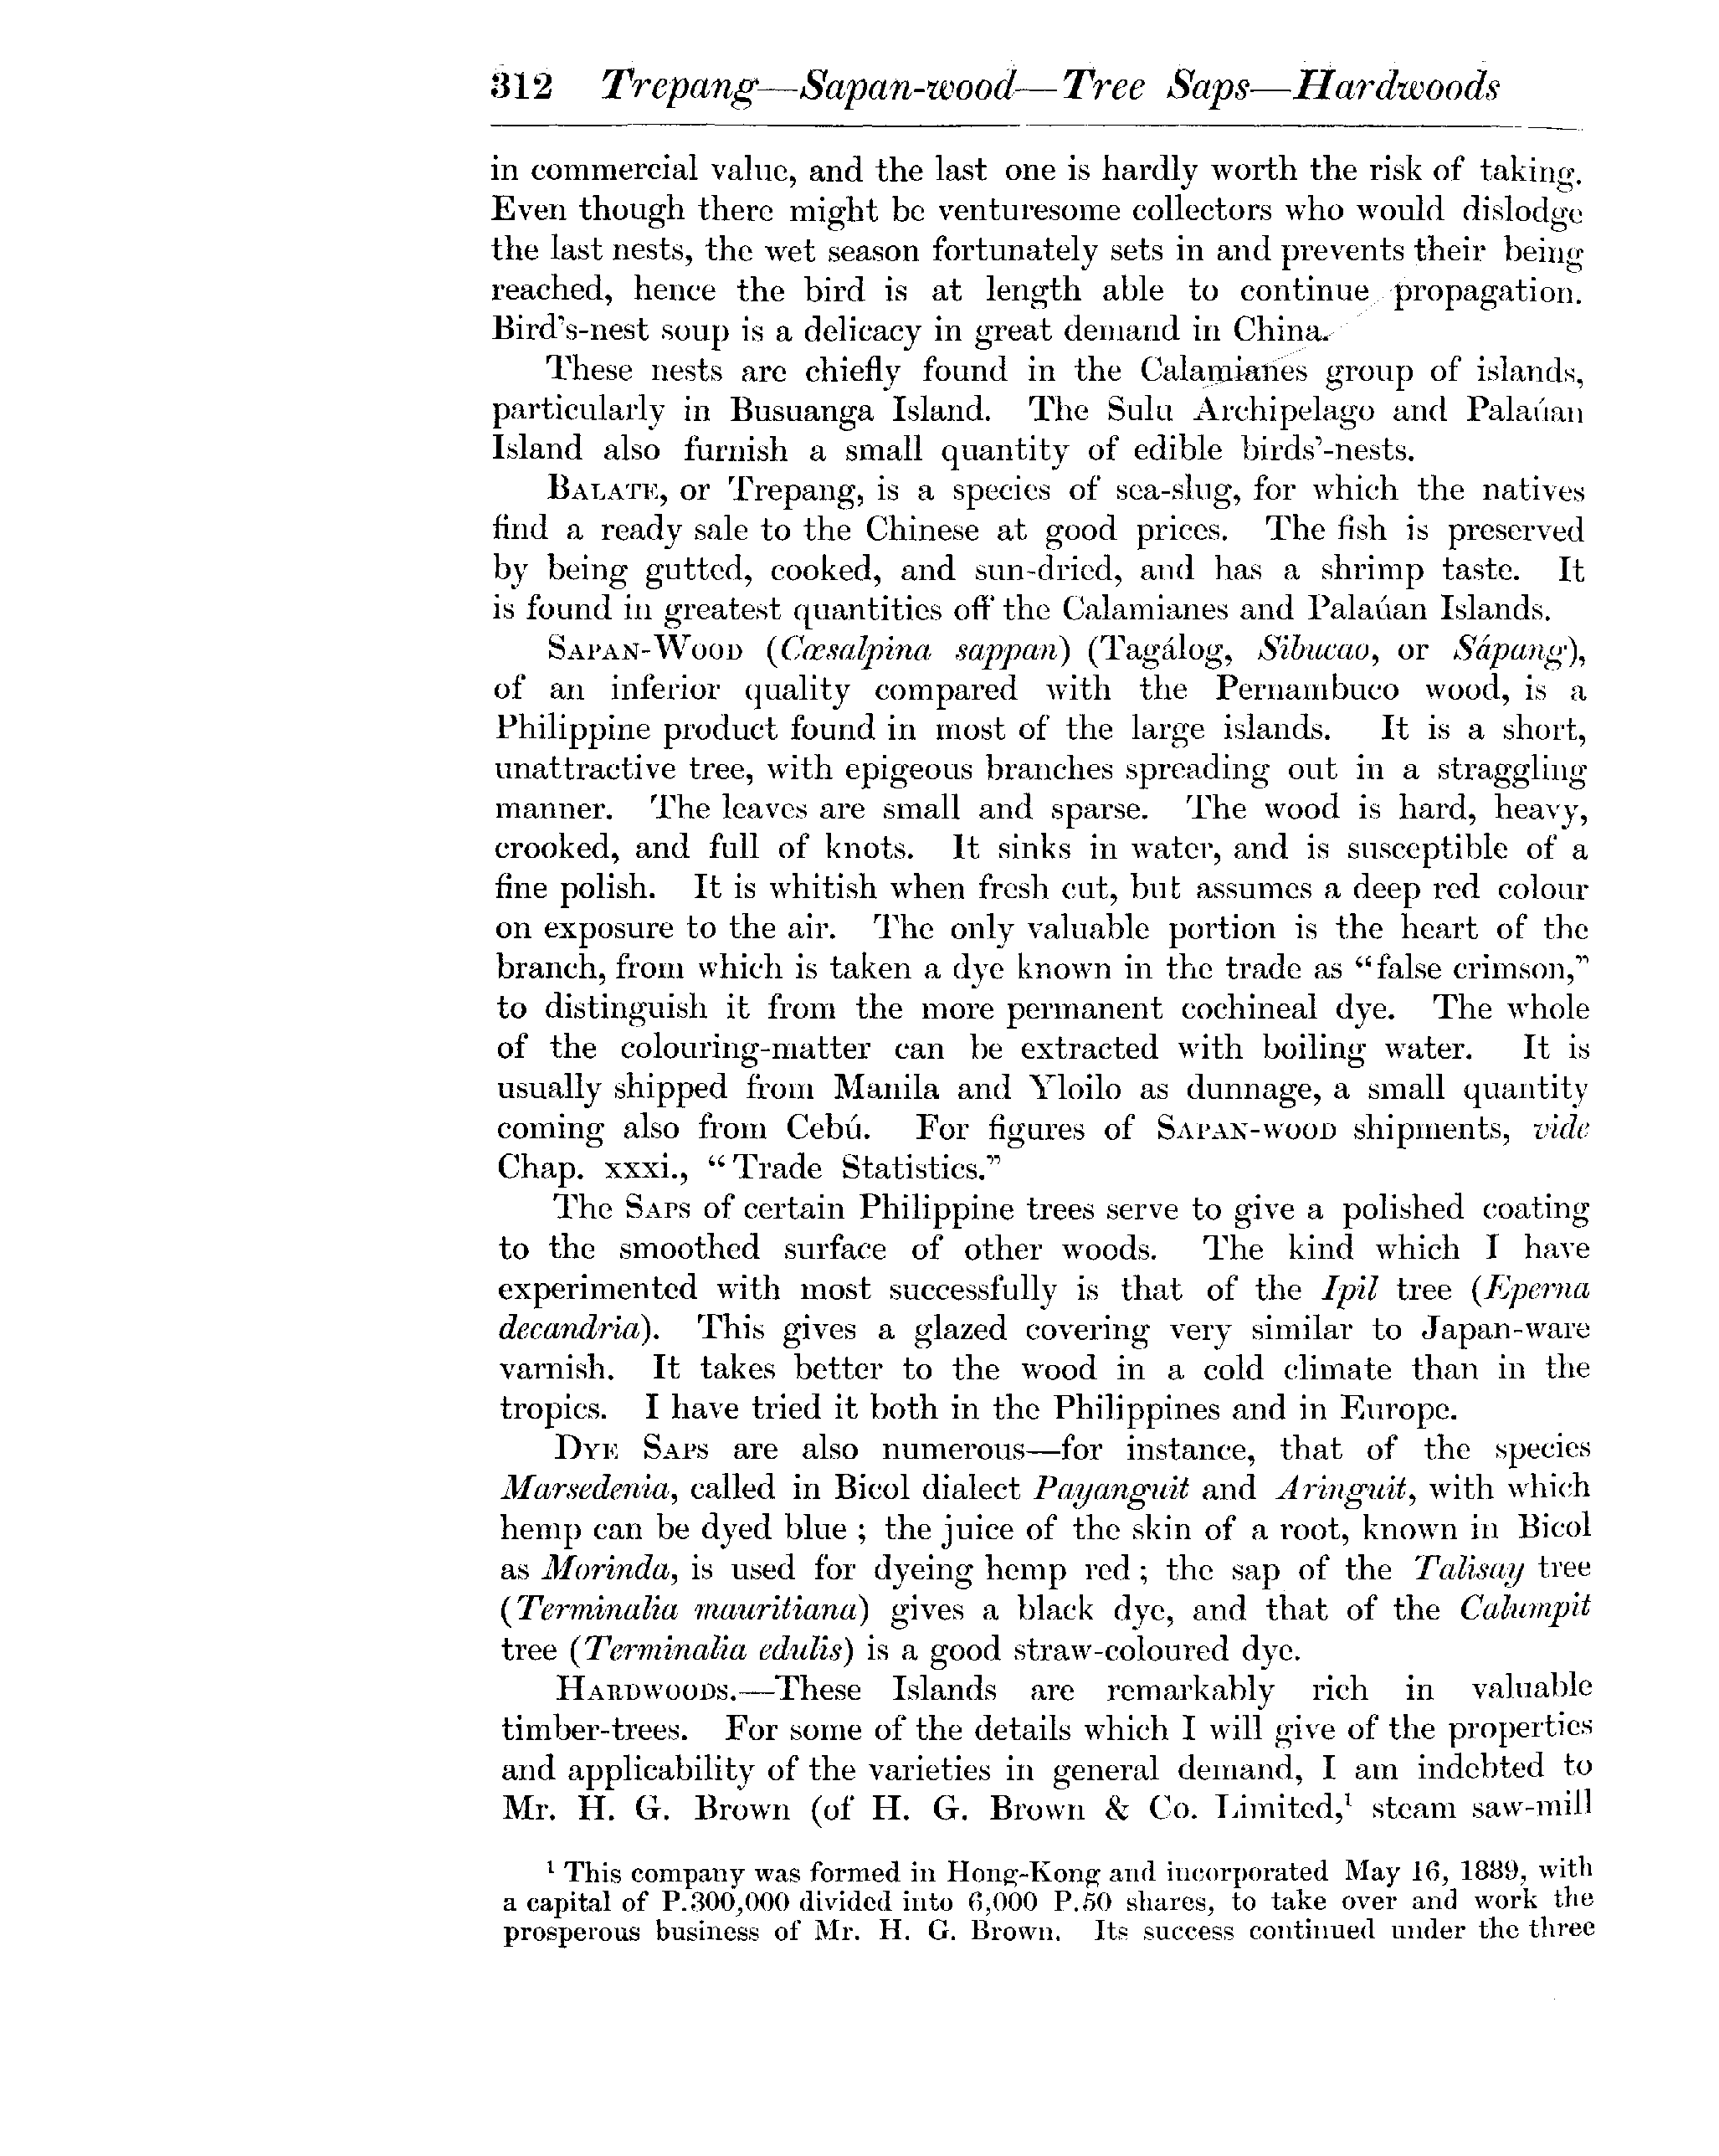 312 Trepang—Sapan-wood—Tree Saps—Hardwoods
in commercial value, and the last one is hardly worth the risk of taking.
Even though there might be venturesome collectors who would dislodge
the last nests, the wet season fortunately sets in and prevents their being
reached, hence the bird is at length able to continue propagation.
Bird's-nest soup is a delicacy in great demand in China.
These nests are chiefly found in the Calamianes group of islands,
particularly in Busuanga Island. The Sulu Archipelago and Palaúan
Island also furnish a small quantity of edible birds'-nests.
BALATE, or Trepang, is a species of sea-slug, for which the natives
find a ready sale to the Chinese at good prices. The fish is preserved
by being gutted, cooked, and sun-dried, and has a shrimp taste. It
is found in greatest quantities off the Calamianes and Palaúan Islands.
SAPAN-WOOD (Cœsalpina sappan) (Tagálog, Sibucao, or Sápang),
of an inferior quality compared with the Pernambuco wood, is a
Philippine product found in most of the large islands. It is a short,
unattractive tree, with epigeous branches spreading out in a straggling
manner. The leaves are small and sparse. The wood is hard, heavy,
crooked, and full of knots. It sinks in water, and is susceptible of a
fine polish. It is whitish when fresh cut, but assumes a deep red colour
on exposure to the air. The only valuable portion is the heart of the
branch, from which is taken a dye known in the trade as "false crimson,"
to distinguish it from the more permanent cochineal dye. The whole
of the colouring-matter can be extracted with boiling water. It is
usually shipped from Manila and Yloilo as dunnage, a small quantity
coming also from Cebú. For figures of SAPAN-WOOD shipments, vide
Chap. xxxi., "Trade Statistics."
The SAPS of certain Philippine trees serve to give a polished coating
to the smoothed surface of other woods. The kind which I have
experimented with most successfully is that of the Ipil tree (Eperna
decandria). This gives a glazed covering very similar to Japan-ware
varnish. It takes better to the wood in a cold climate than in the
tropics. I have tried it both in the Philippines and in Europe.
DYE SAPS are also numerous—for instance, that of the species
Marsedenia, called in Bicol dialect Payanguit and Aringuit, with which
hemp can be dyed blue ; the juice of the skin of a root, known in Bicol
as Morinda, is used for dyeing hemp red ; the sap of the Talisay tree
(Terminalia mauritiana) gives a black dye, and that of the Calumpit
tree (Terminalia edulis) is a good straw-coloured dye.
HARDWOODS.—These Islands are remarkably rich in valuable
timber-trees. For some of the details which I will give of the properties
and applicability of the varieties in general demand, I am indebted to
Mr. H. G. Brown (of H. G. Brown & Co. Limited,¹ steam saw-mill
¹ This company was formed in Hong-Kong and incorporated May 16, 1889, with
a capital of P.300,000 divided into 6,000 P.50 shares, to take over and work the
prosperous business of Mr. H. G. Brown. Its success continued under the three